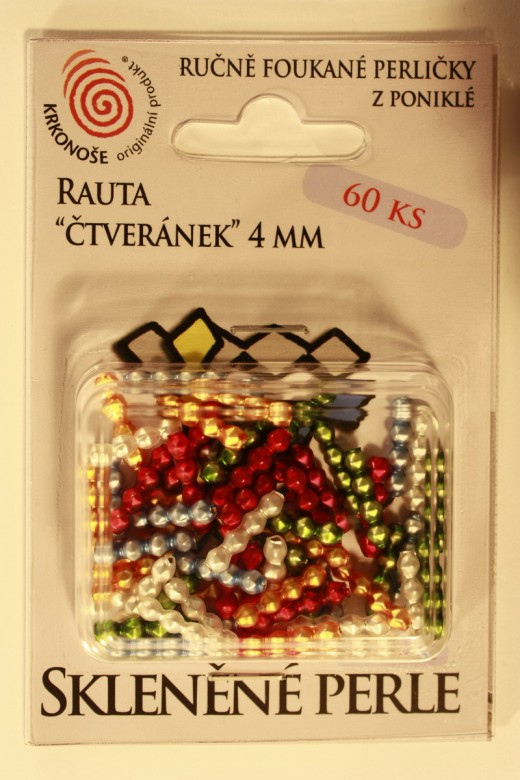 RUČNĚ FOUKANÉ PERLIČKY
Z PONIKLÉ
KRKONOŠE originální produkt®
RAUTA
“ČTVERÁNEK” 4 MM
60 KS
SKLENĚNÉ PERLE